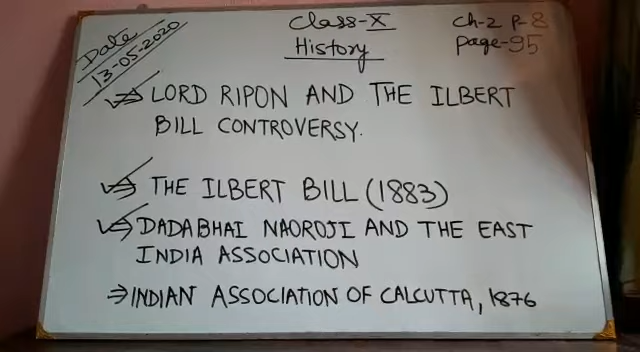 Date
13-05-2020
Class-X
History
Ch-2 P-8
page-95
⇒ LORD RIPON AND THE ILBERT
BILL CONTROVERSY.
⇒ THE ILBERT BILL (1883)
⇒ DADABHAI NAOROJI AND THE EAST
INDIA ASSOCIATION
⇒ INDIAN ASSOCIATION OF CALCUTTA, 1876